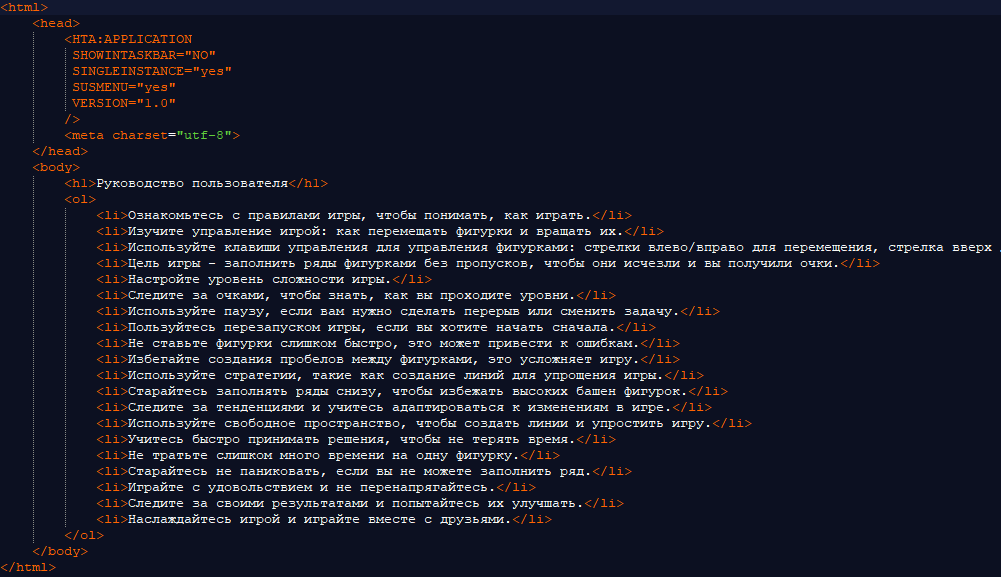 <html>
<head>
<HTA:APPLICATION
SHOWINTASKBAR="NO"
SINGLEINSTANCE="yes"
SUSMENU="yes"
VERSION="1.0"
/>
<meta charset="utf-8">
</head>
<body>
<h1>Руководство пользователя</h1>
<ol>
<li>Ознакомьтесь с правилами игры, чтобы понимать, как играть.</li>
<li>Изучите управление игрой: как перемещать фигурки и вращать их.</li>
<li>Используйте клавиши управления для управления фигурками: стрелки влево/вправо для перемещения, стрелка вверх
<li>Цель игры - заполнить ряды фигурками без пропусков, чтобы они исчезли и вы получили очки.</li>
<li>Настройте уровень сложности игры.</li>
<li>Следите за очками, чтобы знать, как вы проходите уровни.</li>
<li>Используйте паузу, если вам нужно сделать перерыв или сменить задачу.</li>
<li>Пользуйтесь перезапуском игры, если вы хотите начать сначала.</li>
<li>Не ставьте фигурки слишком быстро, это может привести к ошибкам.</li>
<li>Избегайте создания пробелов между фигурками, это усложняет игру.</li>
<li>Используйте стратегии, такие как создание линий для упрощения игры.</li>
<li>Старайтесь заполнять ряды снизу, чтобы избежать высоких башен фигурок.</li>
<li>Следите за тенденциями и учитесь адаптироваться к изменениям в игре.</li>
<li>Используйте свободное пространство, чтобы создать линии и упростить игру.</li>
<li>Учитесь быстро принимать решения, чтобы не терять время.</li>
<li>Не тратьте слишком много времени на одну фигурку.</li>
<li>Старайтесь не паниковать, если вы не можете заполнить ряд.</li>
<li>Играйте с удовольствием и не перенапрягайтесь.</li>
<li>Следите за своими результатами и попытайтесь их улучшать.</li>
<li>Наслаждайтесь игрой и играйте вместе с друзьями.</li>
</ol>
</body>
</html>